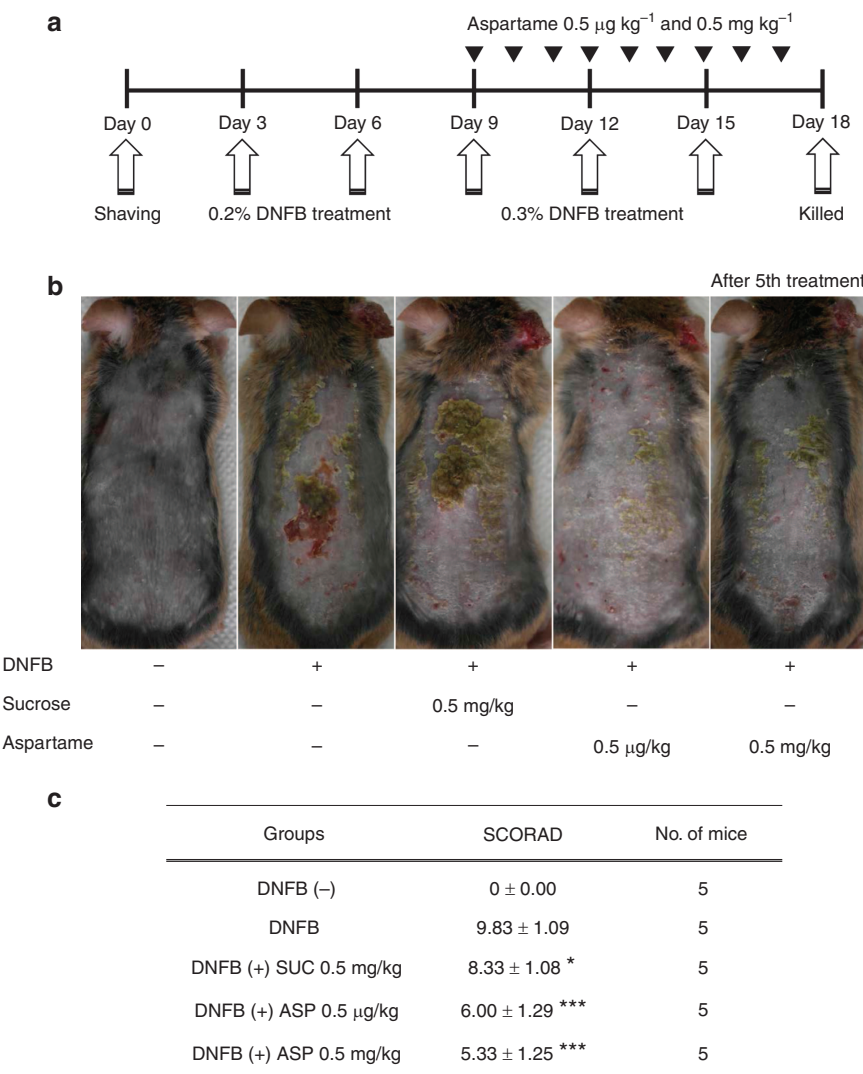 a
Aspartame 0.5 μg kg⁻¹ and 0.5 mg kg⁻¹
Day 0 Day 3 Day 6 Day 9 Day 12 Day 15 Day 18
Shaving 0.2% DNFB treatment 0.3% DNFB treatment Killed
b
After 5th treatment
DNFB – + + + +
Sucrose – – 0.5 mg/kg – –
Aspartame – – – 0.5 μg/kg 0.5 mg/kg
c
Groups SCORAD No. of mice
DNFB (–) 0 ± 0.00 5
DNFB 9.83 ± 1.09 5
DNFB (+) SUC 0.5 mg/kg 8.33 ± 1.08 * 5
DNFB (+) ASP 0.5 μg/kg 6.00 ± 1.29 *** 5
DNFB (+) ASP 0.5 mg/kg 5.33 ± 1.25 *** 5